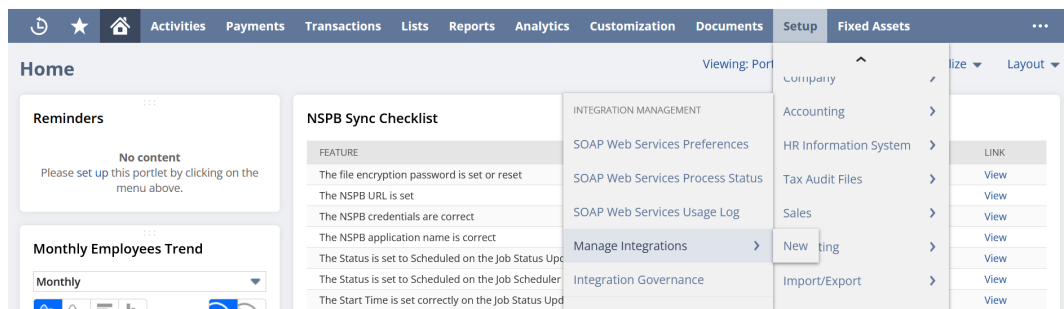 Activities Payments Transactions Lists Reports Analytics Customization Documents Setup Fixed Assets
Home
Viewing: Port
lize
Layout
Reminders
No content
Please set up this portlet by clicking on the
menu above.
Monthly Employees Trend
Monthly
NSPB Sync Checklist
FEATURE
LINK
The file encryption password is set or reset
View
The NSPB URL is set
View
The NSPB credentials are correct
View
The NSPB application name is correct
View
The Status is set to Scheduled on the Job Status Upd
View
The Status is set to Scheduled on the Job Scheduler
View
The Start Time is set correctly on the Job Status Upd
View
INTEGRATION MANAGEMENT
SOAP Web Services Preferences
SOAP Web Services Process Status
SOAP Web Services Usage Log
Manage Integrations
Integration Governance
Company
Accounting
HR Information System
Tax Audit Files
Sales
New
ting
Import/Export